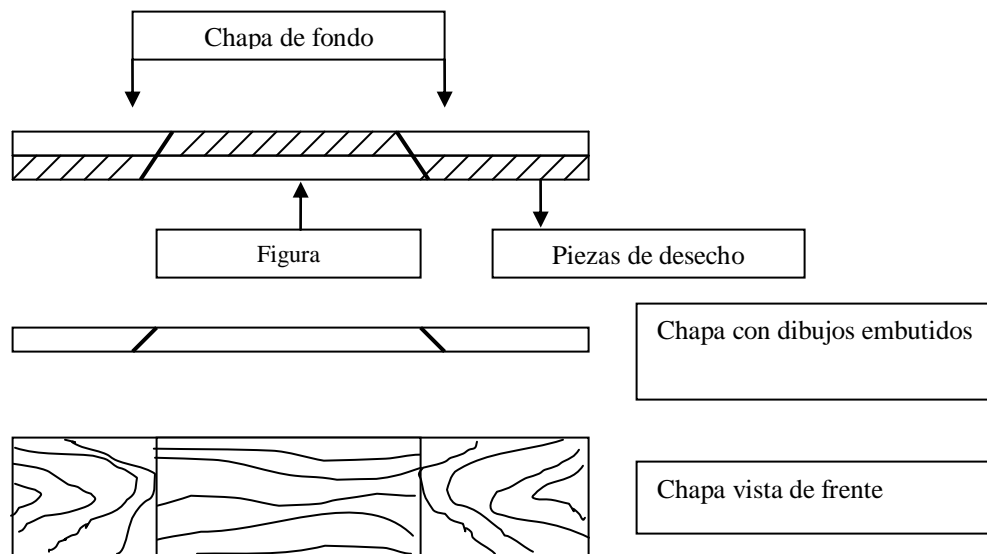 Chapa de fondo
Figura
Piezas de desecho
Chapa con dibujos embutidos
Chapa vista de frente